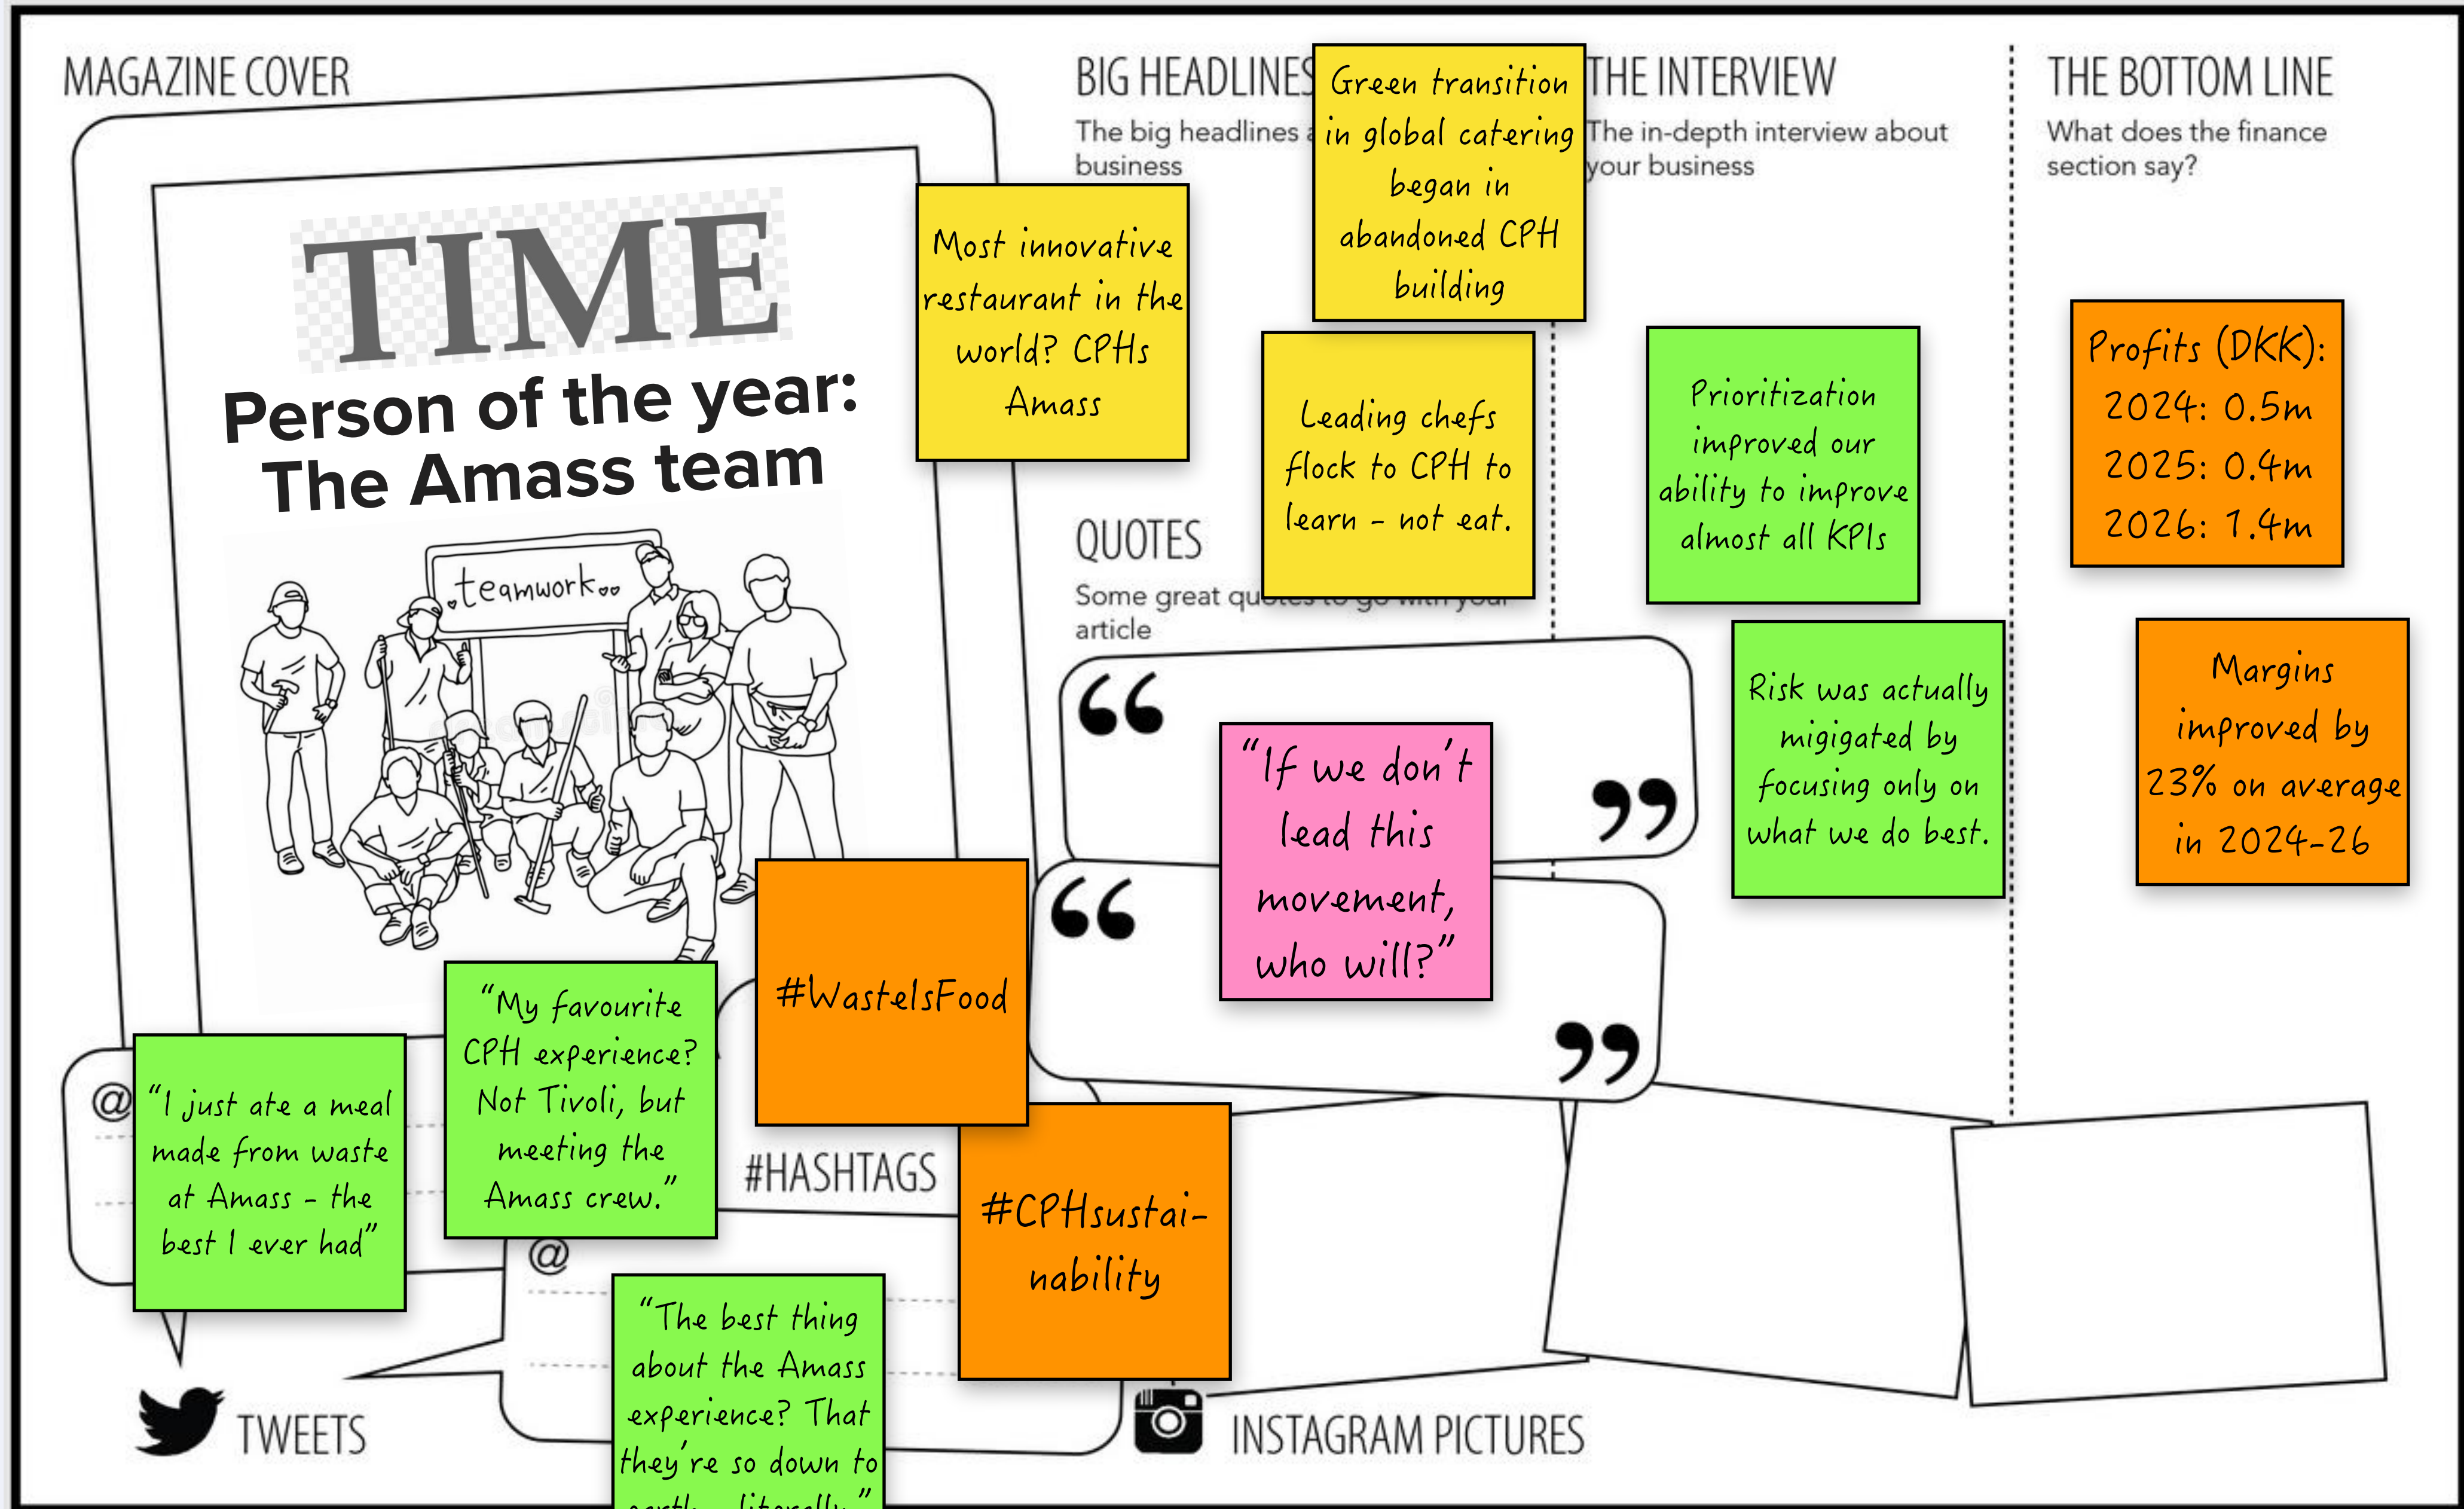 MAGAZINE COVER
TIME
Person of the year:
The Amass team
teamwork
BIG HEADLINES
The big headlines
business
Most innovative
restaurant in the
world? CPHs
Amass
Green transition
in global catering
began in
abandoned CPH
building
Leading chefs
flock to CPH to
learn - not eat.
THE INTERVIEW
The in-depth interview about
your business
Prioritization
improved our
ability to improve
almost all KPIs
Risk was actually
migigated by
focusing only on
what we do best.
THE BOTTOM LINE
What does the finance
section say?
Profits (DKK):
2024: 0.5m
2025: 0.4m
2026: 1.4m
Margins
improved by
23% on average
in 2024-26
QUOTES
Some great quotes to go with your
article
“
”
“If we don't
lead this
movement,
who will?”
“
”
@
“I just ate a meal
made from waste
at Amass - the
best I ever had”
“My favourite
CPH experience?
Not Tivoli, but
meeting the
Amass crew.”
@
“The best thing
about the Amass
experience? That
they're so down to
earth - literally.”
TWEETS
#WasteIsFood
#HASHTAGS
#CPHsustai-
nability
INSTAGRAM PICTURES